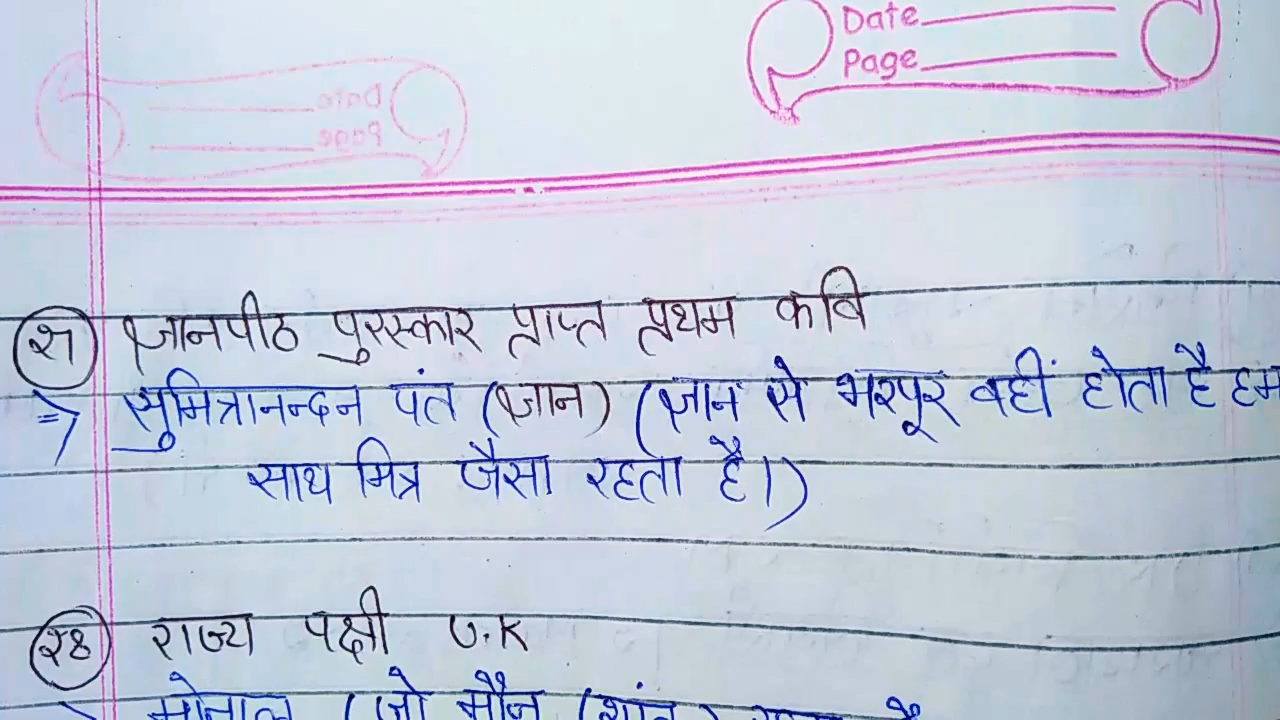 Date
Page
२७ ज्ञानपीठ पुरस्कार प्राप्त प्रथम कवि
=> सुमित्रानन्दन पंत (ज्ञान) (ज्ञान से भरपूर वहीं होता है हम
साथ मित्र जैसा रहता है।)
२८ राज्य पक्षी U.K
मोनाल (जो मौन (शांत)